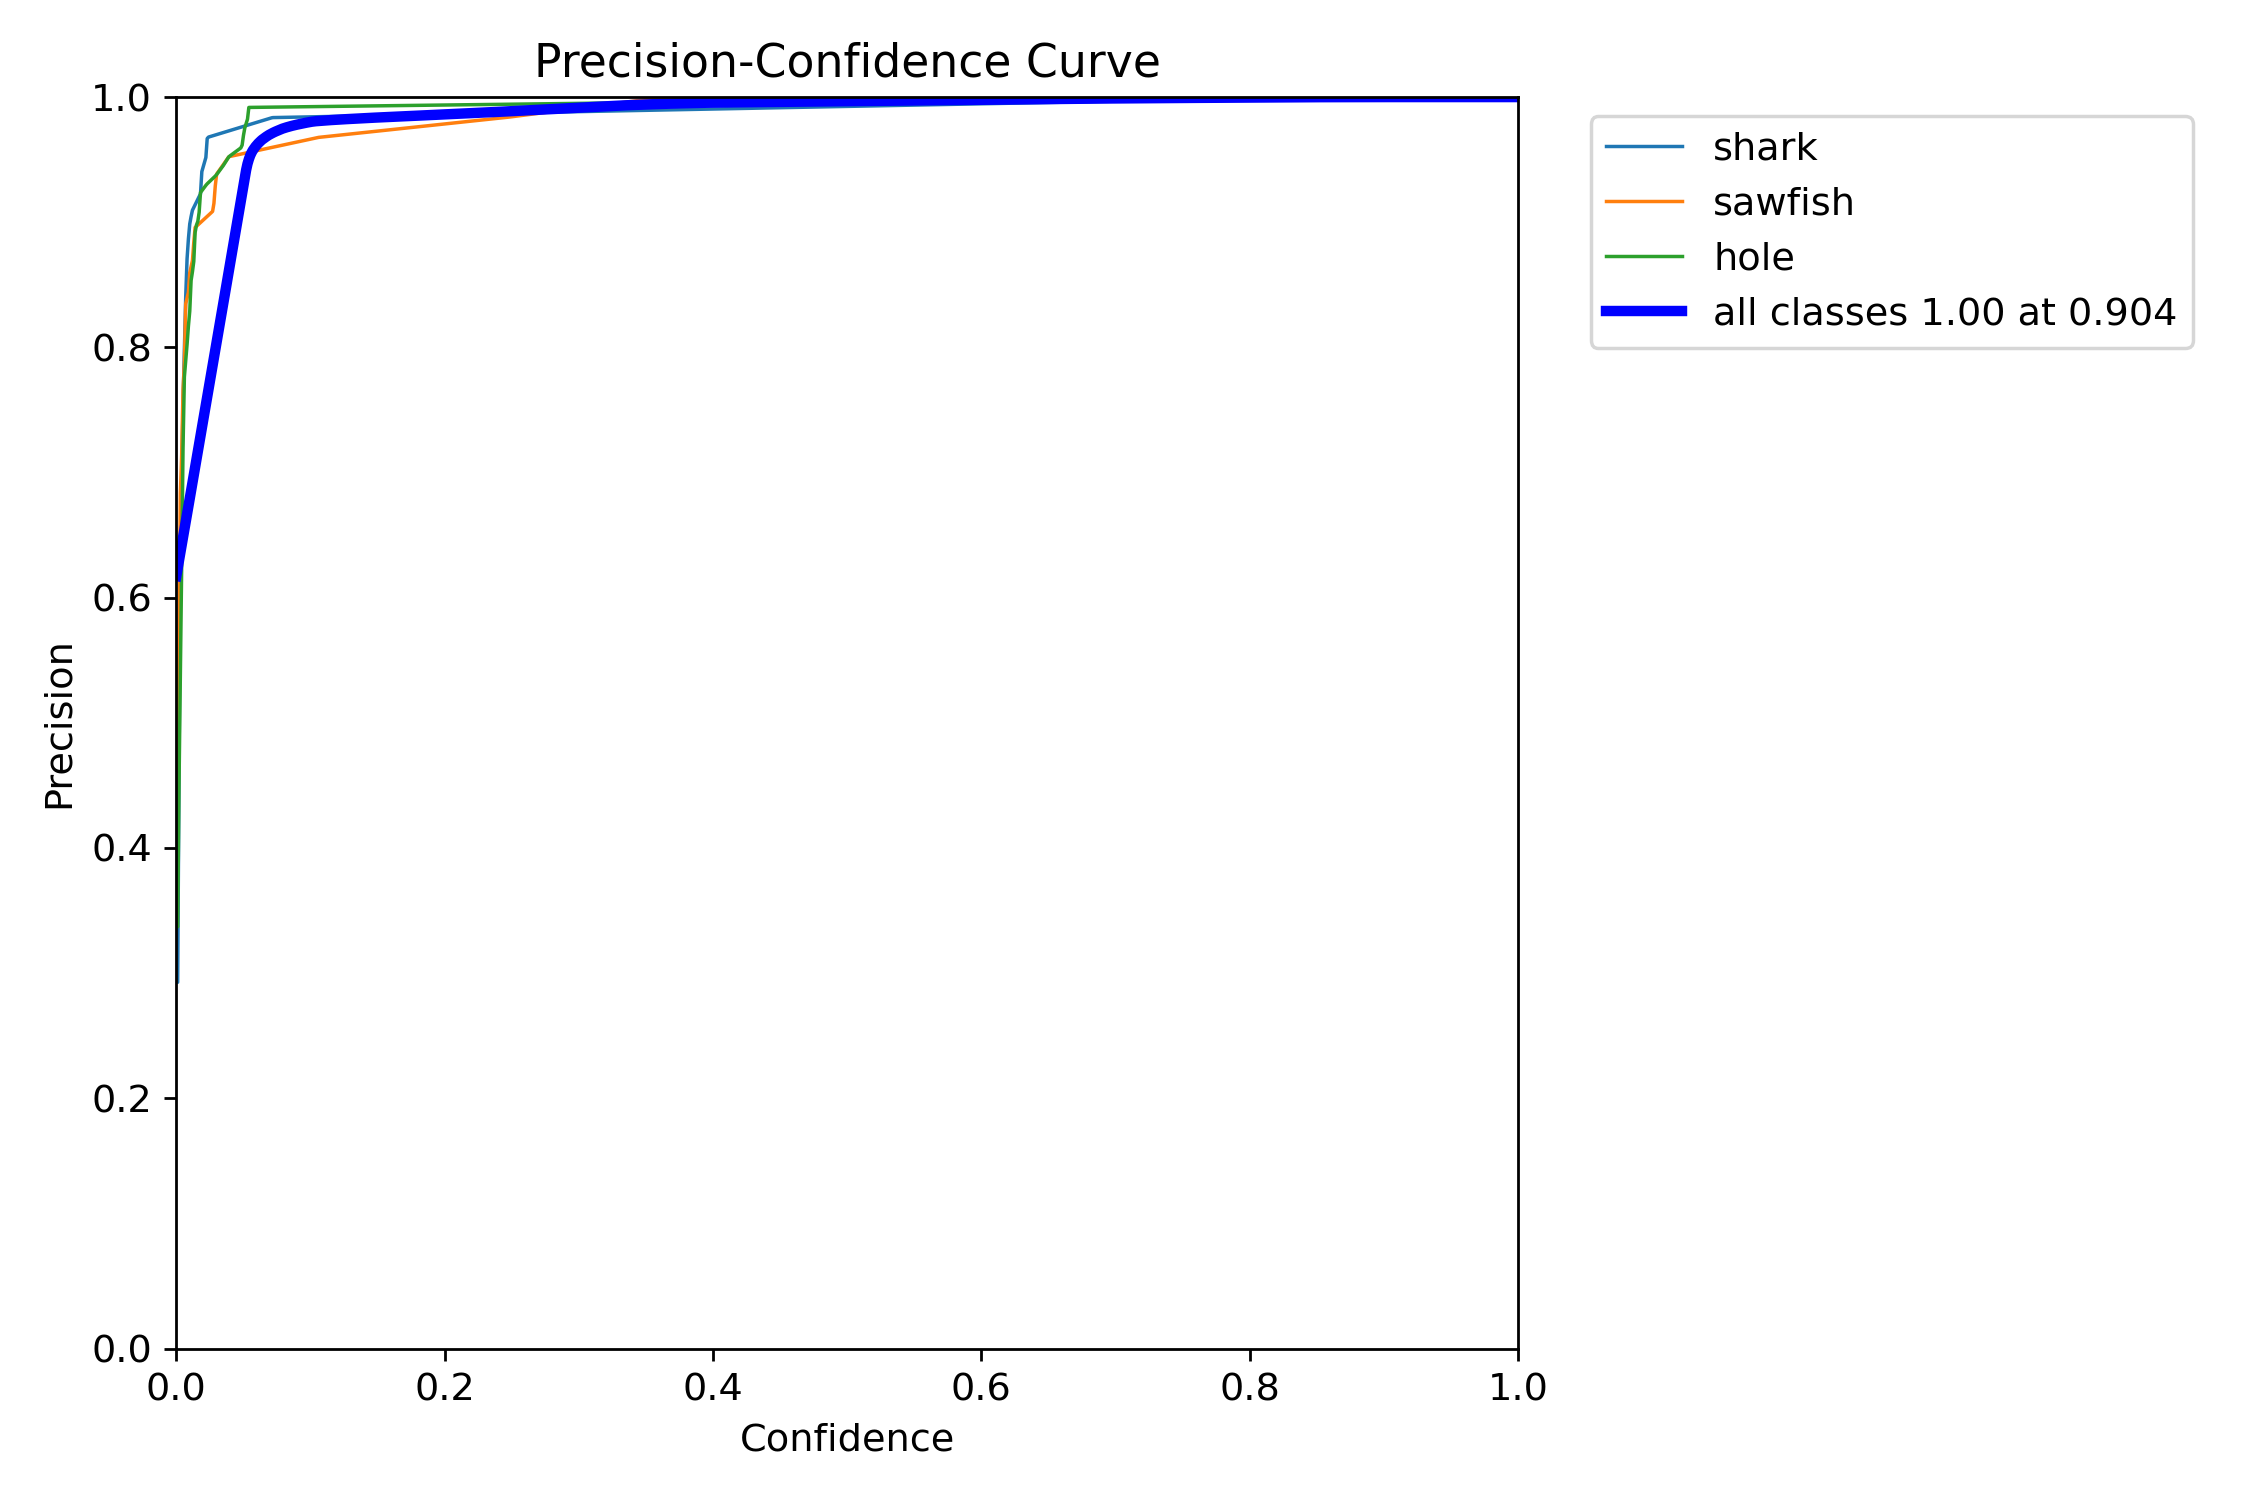 Precision-Confidence Curve
1.0
0.8
0.6
0.4
0.2
0.0
Precision
0.0 0.2 0.4 0.6 0.8 1.0
Confidence
shark
sawfish
hole
all classes 1.00 at 0.904